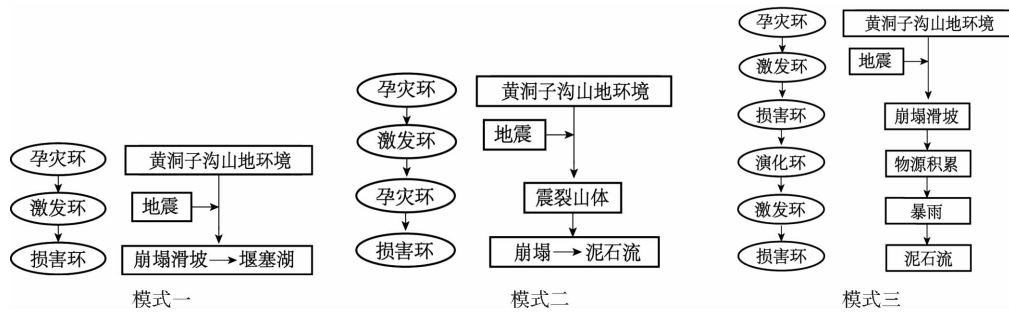 孕灾环
激发环
损害环
黄洞子沟山地环境
地震
崩塌滑坡
堰塞湖
模式一
孕灾环
激发环
孕灾环
损害环
黄洞子沟山地环境
地震
震裂山体
崩塌
泥石流
模式二
孕灾环
激发环
损害环
演化环
激发环
损害环
黄洞子沟山地环境
地震
崩塌滑坡
物源积累
暴雨
泥石流
模式三